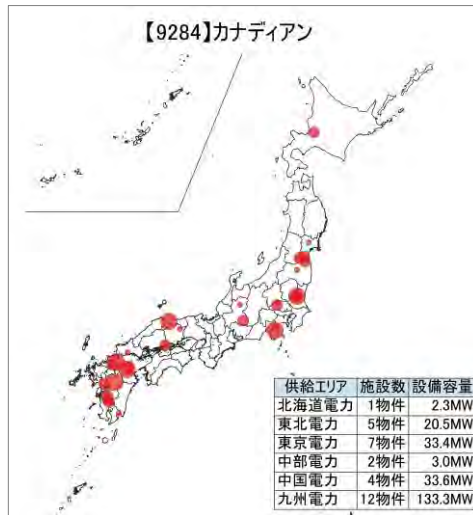 【9284】カナディアン
供給エリア 施設数 設備容量
北海道電力 1物件 2.3MW
東北電力 5物件 20.5MW
東京電力 7物件 33.4MW
中部電力 2物件 3.0MW
中国電力 4物件 33.6MW
九州電力 12物件 133.3MW